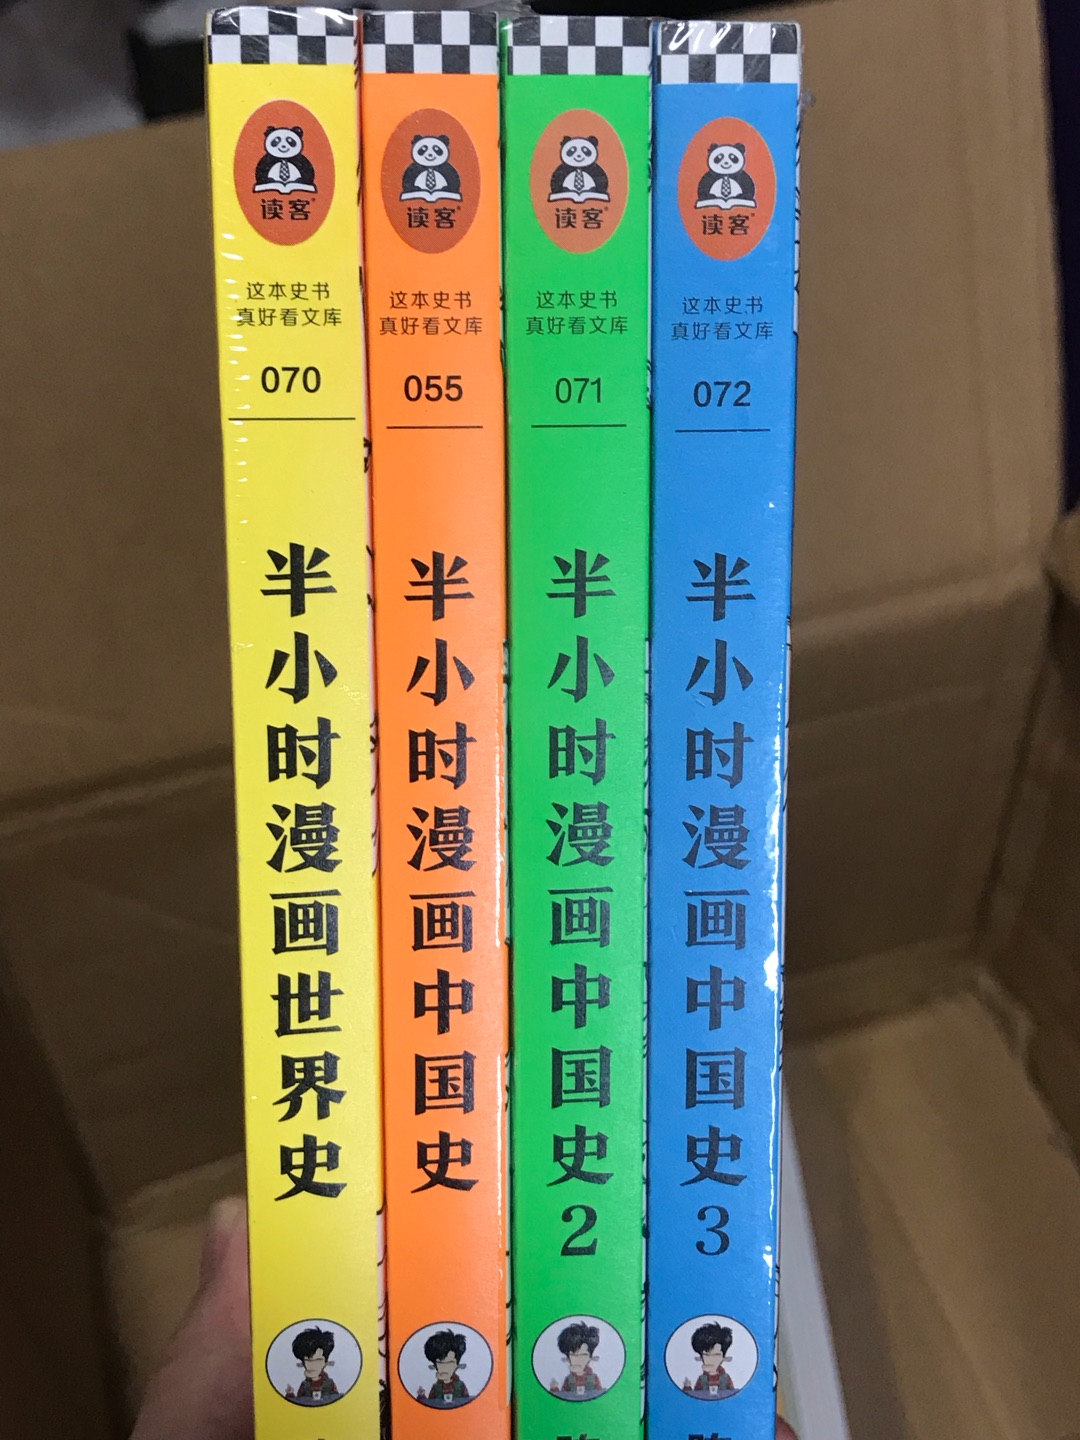 读客
这本史书
真好看文库
070
半小时漫画世界史
读客
这本史书
真好看文库
055
半小时漫画中国史
读客
这本史书
真好看文库
071
半小时漫画中国史2
读客
这本史书
真好看文库
072
半小时漫画中国史3